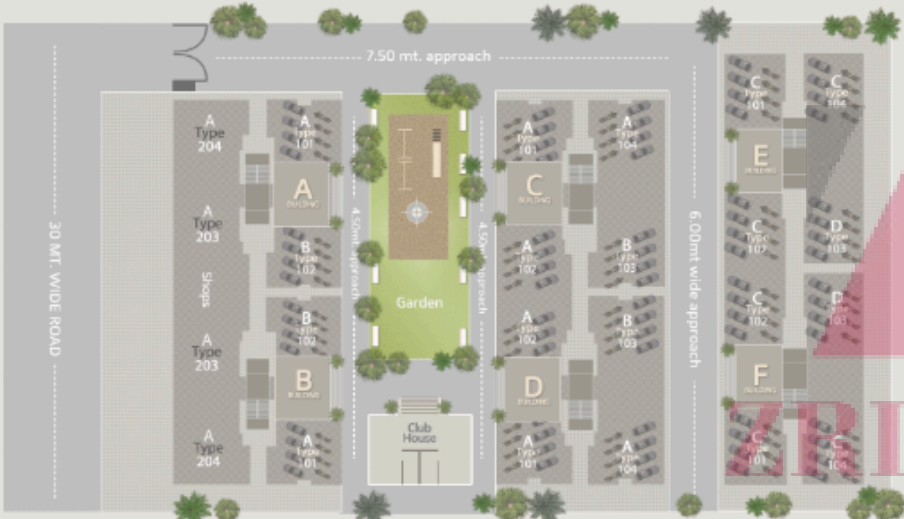 7.50 mt. approach
30 MT. WIDE ROAD
A
Type
204
A
Type
203
Shops
A
Type
203
A
Type
204
A
Type
101
A
BUILDING
B
Type
102
B
Type
102
B
BUILDING
A
Type
101
4.50mt approach
Garden
4.50mt approach
Club
House
A
Type
101
C
BUILDING
A
Type
102
A
Type
102
D
BUILDING
A
Type
101
A
Type
104
B
Type
103
B
Type
103
A
Type
104
6.00mt wide approach
C
Type
101
E
BUILDING
C
Type
102
C
Type
102
F
BUILDING
C
Type
101
C
Type
104
D
Type
103
D
Type
103
C
Type
104
ZRI